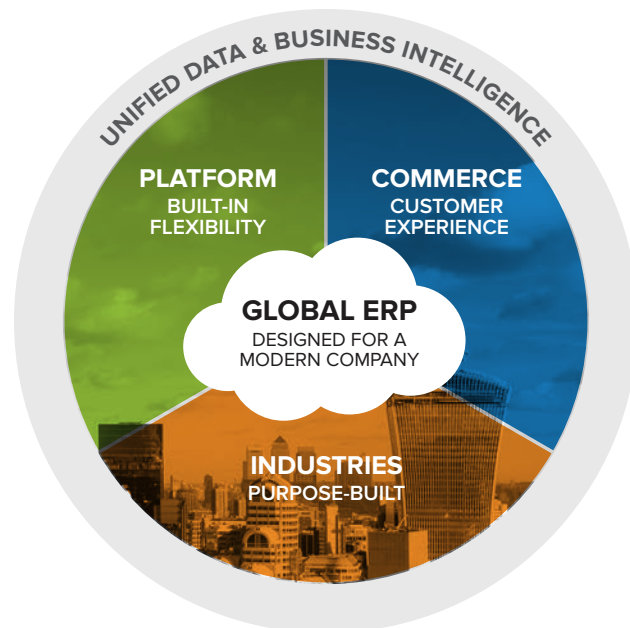 UNIFIED DATA & BUSINESS INTELLIGENCE
PLATFORM
BUILT-IN
FLEXIBILITY
COMMERCE
CUSTOMER
EXPERIENCE
GLOBAL ERP
DESIGNED FOR A
MODERN COMPANY
INDUSTRIES
PURPOSE-BUILT